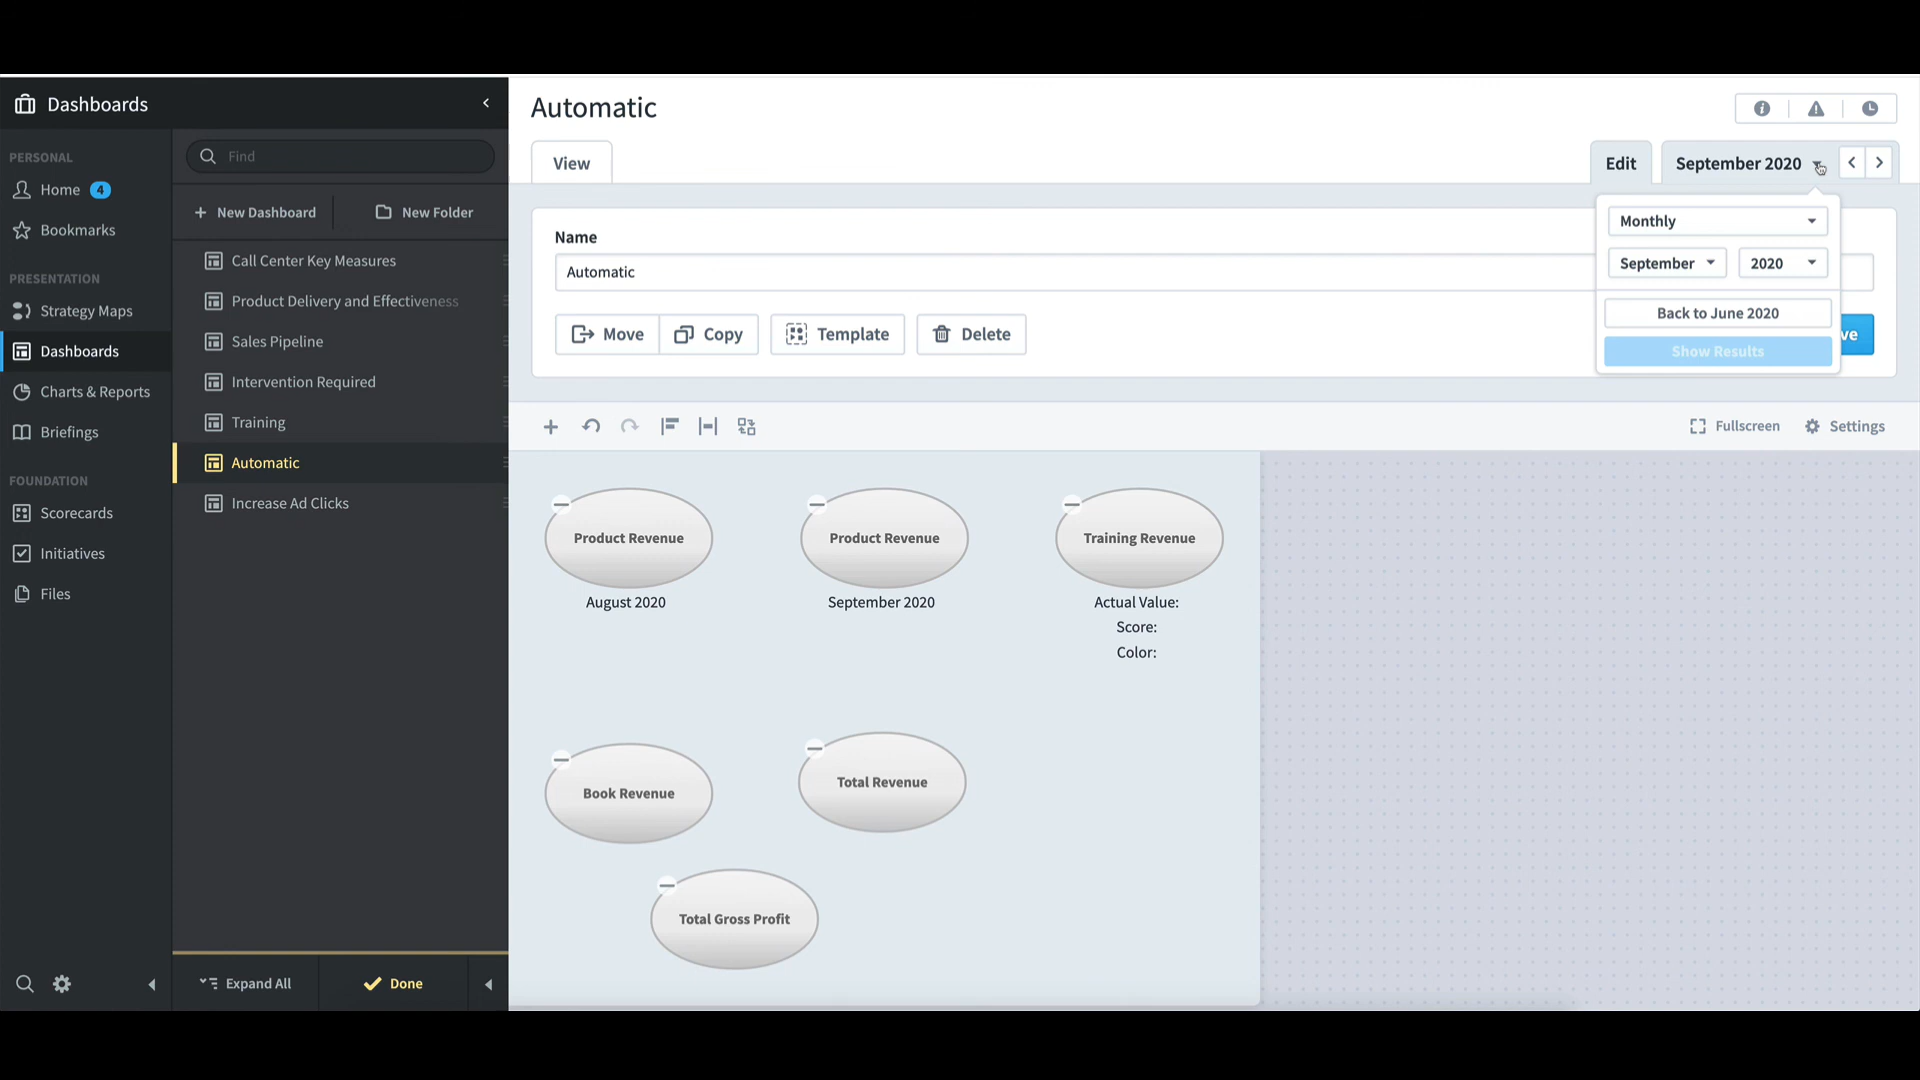 Dashboards
PERSONAL
Home 4
Bookmarks
PRESENTATION
Strategy Maps
Dashboards
Charts & Reports
Briefings
FOUNDATION
Scorecards
Initiatives
Files
Find
New Dashboard
New Folder
Call Center Key Measures
Product Delivery and Effectiveness
Sales Pipeline
Intervention Required
Training
Automatic
Increase Ad Clicks
Expand All
Done
Automatic
View
Edit
September 2020
Name
Automatic
Move
Copy
Template
Delete
Monthly
September
2020
Back to June 2020
Show Results
ve
Fullscreen
Settings
Product Revenue
August 2020
Product Revenue
September 2020
Training Revenue
Actual Value:
Score:
Color:
Book Revenue
Total Revenue
Total Gross Profit